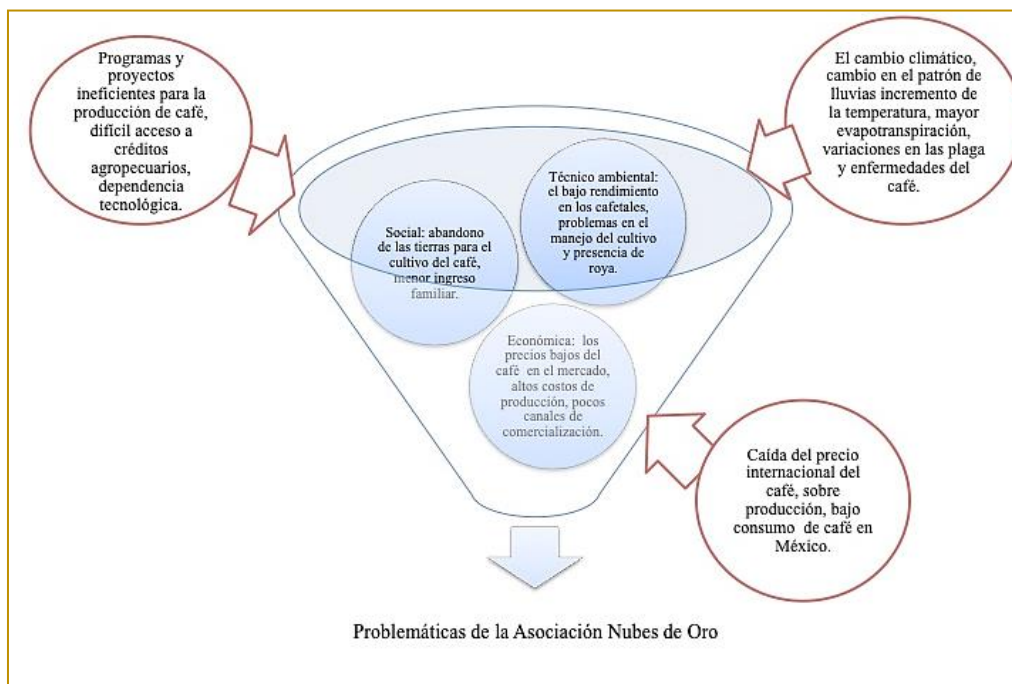 Programas y
proyectos
ineficientes para la
producción de café,
difícil acceso a
créditos
agropecuarios,
dependencia
tecnológica.
El cambio climático,
cambio en el patrón de
lluvias incremento de
la temperatura, mayor
evapotranspiración,
variaciones en las plaga
y enfermedades del
café.
Técnico ambiental:
el bajo rendimiento
en los cafetales,
problemas en el
manejo del cultivo
y presencia de
roya.
Social: abandono
de las tierras para el
cultivo del café,
menor ingreso
familiar.
Económica: los
precios bajos del
café en el mercado,
altos costos de
producción, pocos
canales de
comercialización.
Caída del precio
internacional del
café, sobre
producción, bajo
consumo de café en
México.
Problemáticas de la Asociación Nubes de Oro